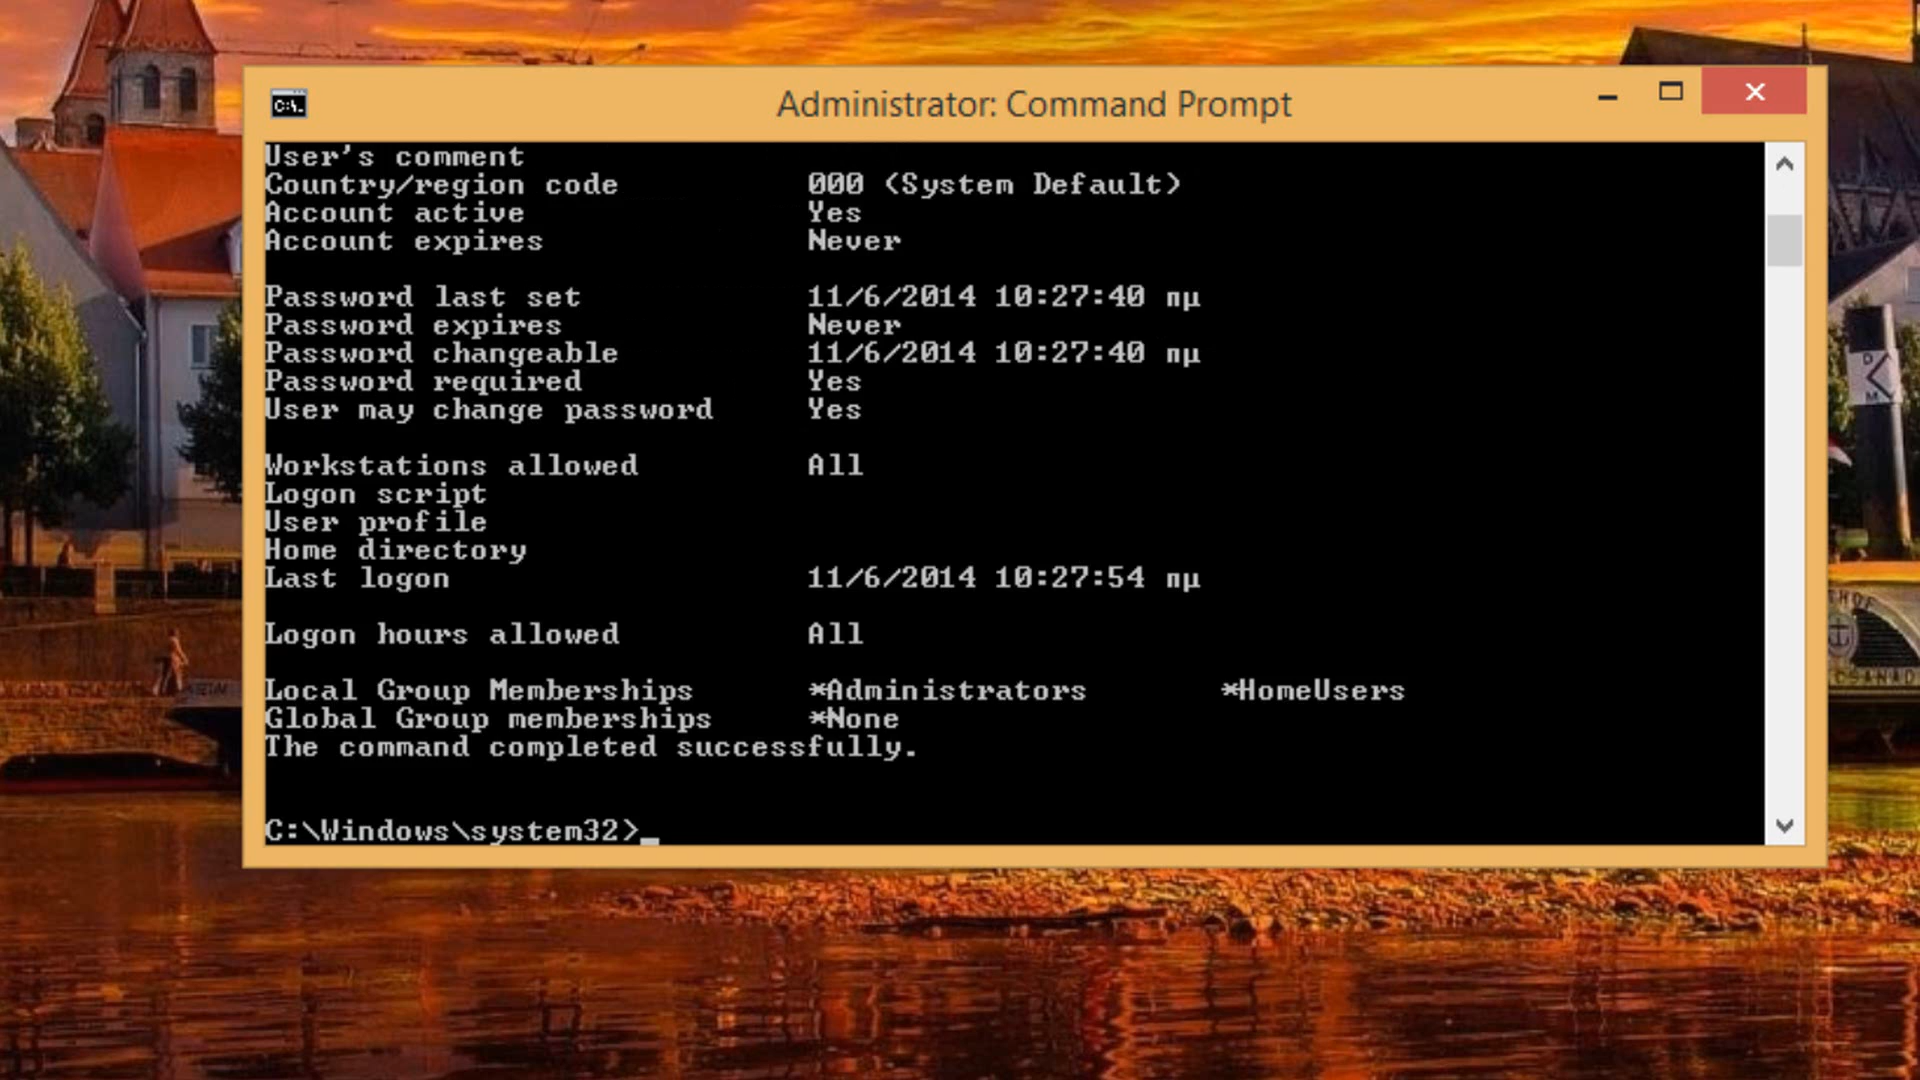 Administrator: Command Prompt
C:\.
User's comment
Country/region code 000 (System Default)
Account active Yes
Account expires Never
Password last set 11/6/2014 10:27:40 πμ
Password expires Never
Password changeable 11/6/2014 10:27:40 πμ
Password required Yes
User may change password Yes
Workstations allowed All
Logon script
User profile
Home directory
Last logon 11/6/2014 10:27:54 πμ
Logon hours allowed All
Local Group Memberships *Administrators *HomeUsers
Global Group memberships *None
The command completed successfully.
C:\Windows\system32>_
D
M